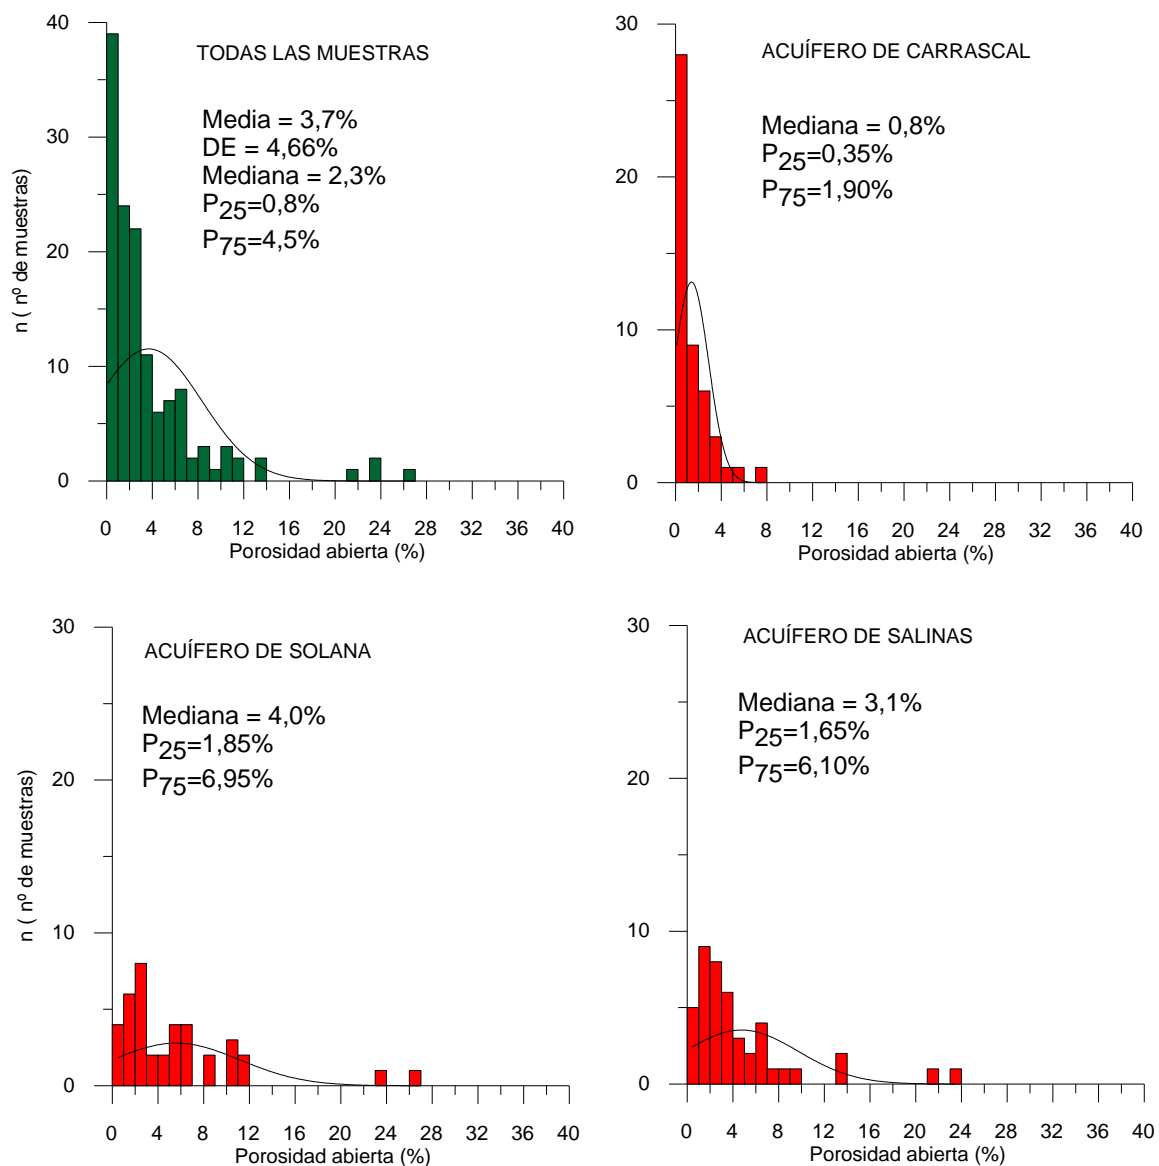 TODAS LAS MUESTRAS
Media = 3,7%
DE = 4,66%
Mediana = 2,3%
P25=0,8%
P75=4,5%
n ( nº de muestras)
40
30
20
10
0
0 4 8 12 16 20 24 28 32 36 40
Porosidad abierta (%)
ACUÍFERO DE CARRASCAL
Mediana = 0,8%
P25=0,35%
P75=1,90%
30
20
10
0
0 4 8 12 16 20 24 28 32 36 40
Porosidad abierta (%)
ACUÍFERO DE SOLANA
Mediana = 4,0%
P25=1,85%
P75=6,95%
n ( nº de muestras)
30
20
10
0
0 4 8 12 16 20 24 28 32 36 40
Porosidad abierta (%)
ACUÍFERO DE SALINAS
Mediana = 3,1%
P25=1,65%
P75=6,10%
30
20
10
0
0 4 8 12 16 20 24 28 32 36 40
Porosidad abierta (%)